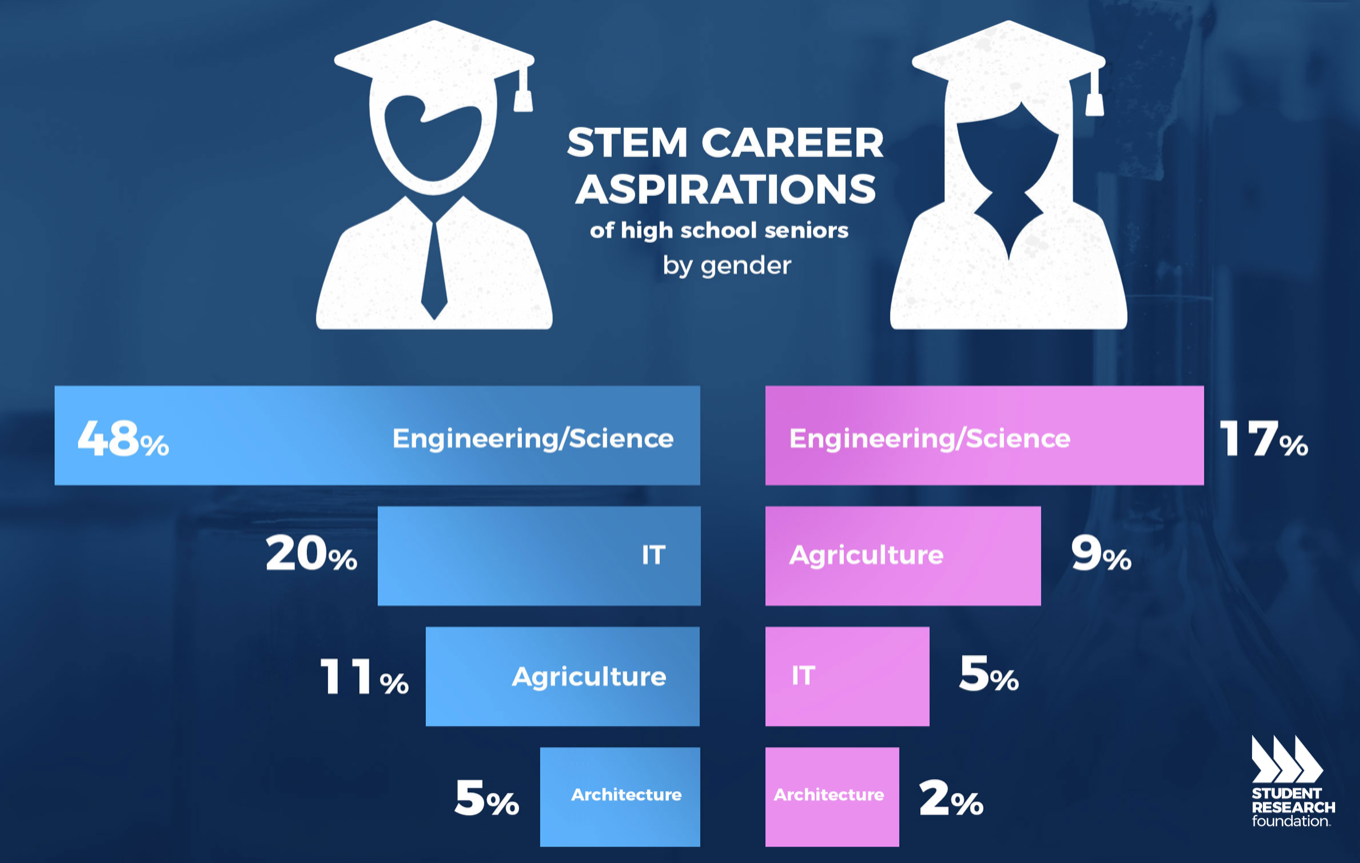 STEM CAREER
ASPIRATIONS
of high school seniors
by gender
48% Engineering/Science
Engineering/Science 17%
20% IT
Agriculture 9%
11% Agriculture
IT 5%
5% Architecture
Architecture 2%
STUDENT
RESEARCH
foundation.